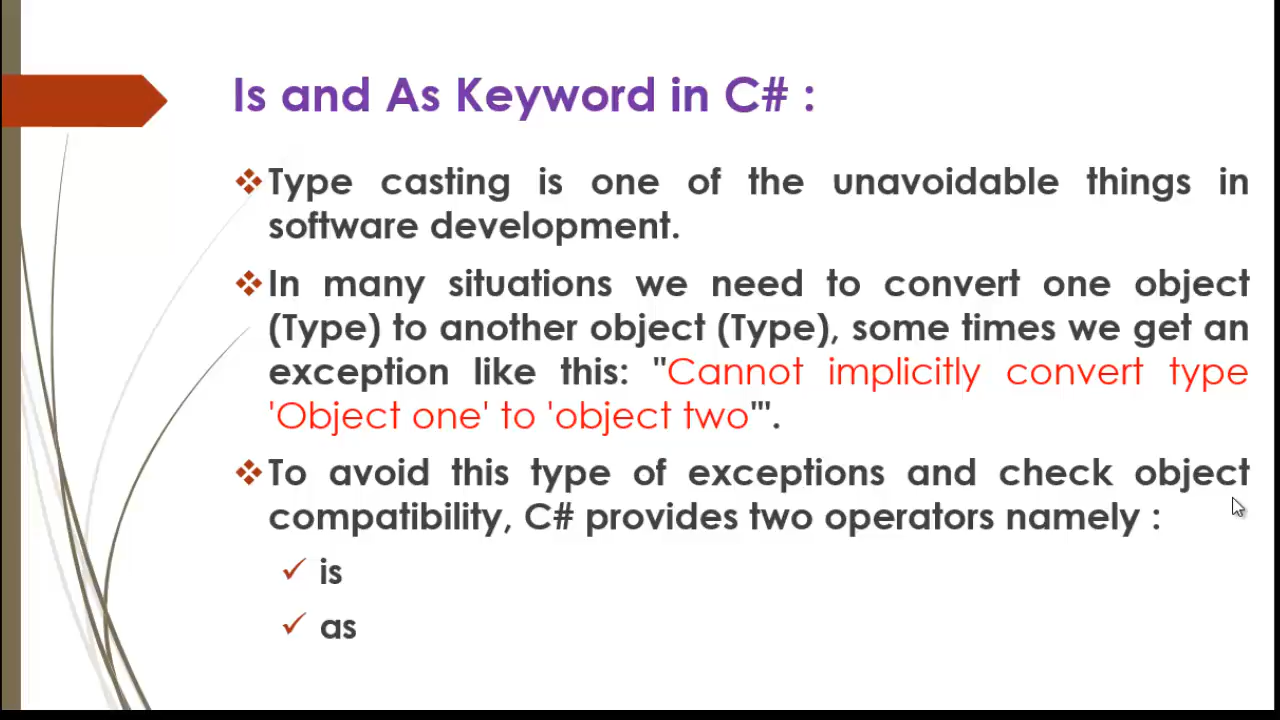 Is and As Keyword in C# :
Type casting is one of the unavoidable things in
software development.
In many situations we need to convert one object
(Type) to another object (Type), some times we get an
exception like this: "Cannot implicitly convert type
'Object one' to 'object two'".
To avoid this type of exceptions and check object
compatibility, C# provides two operators namely :
is
as